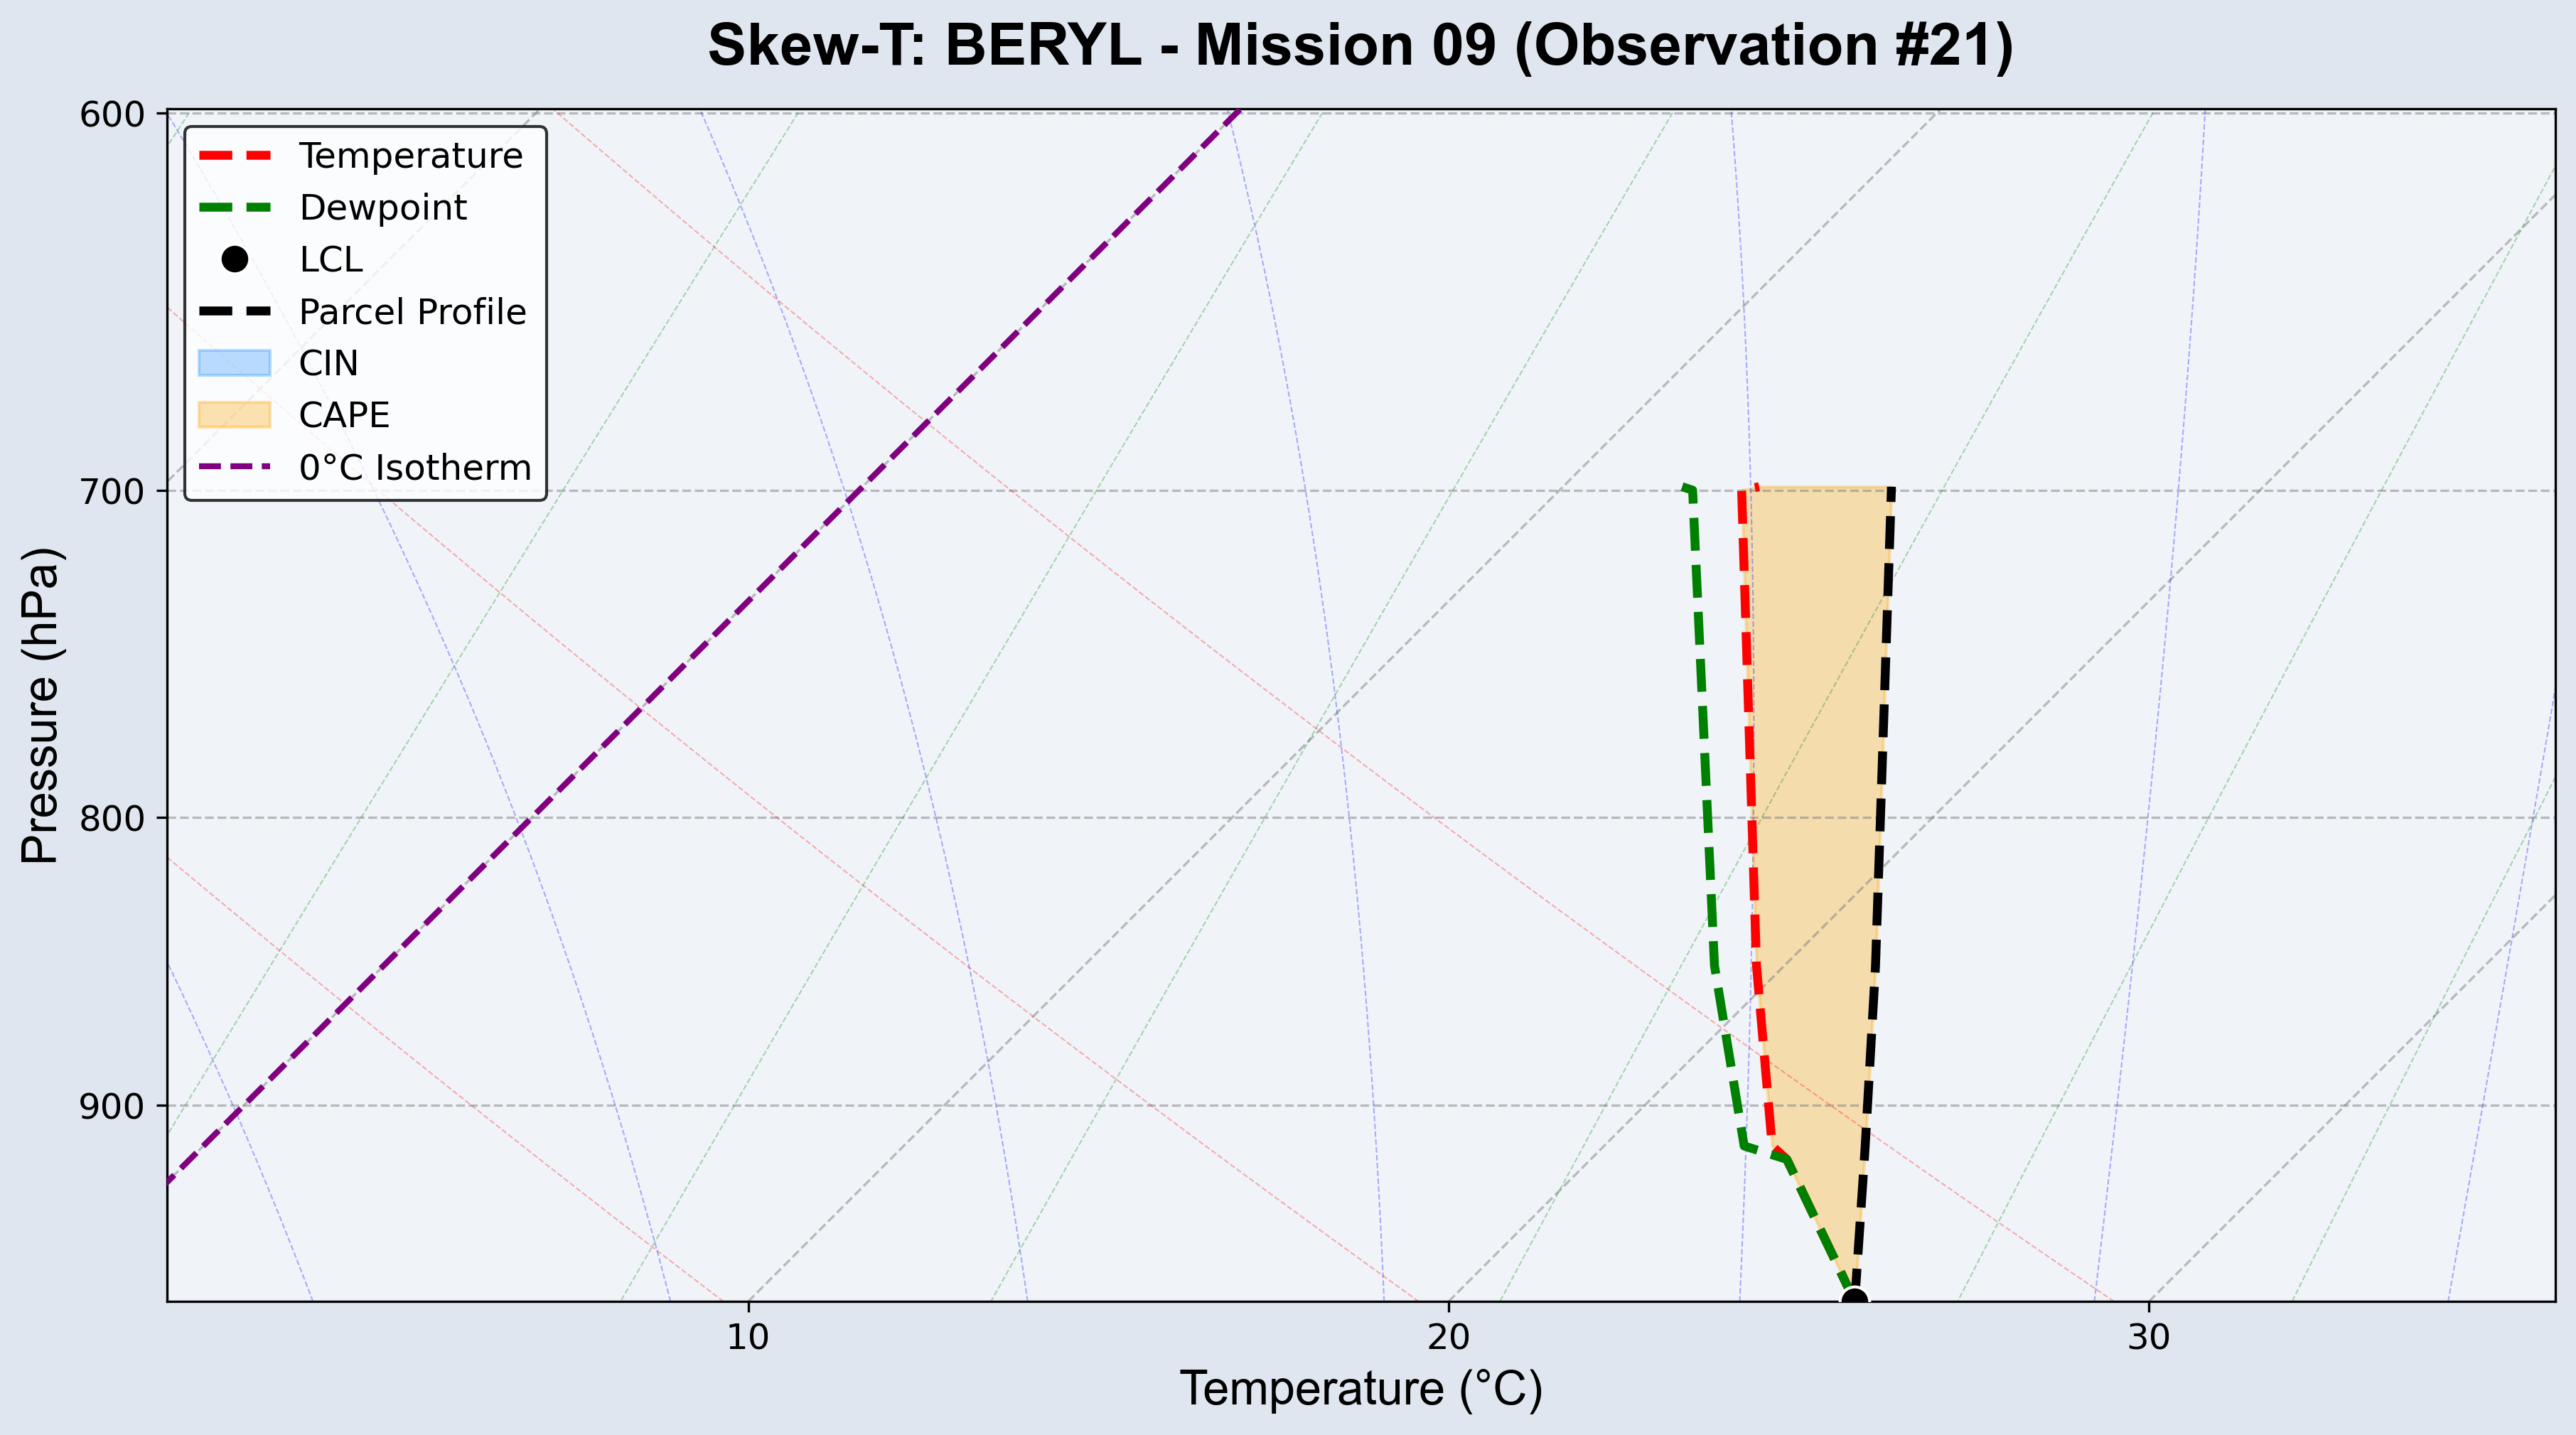 Skew-T: BERYL - Mission 09 (Observation #21)
Temperature
Dewpoint
LCL
Parcel Profile
CIN
CAPE
0°C Isotherm
600
700
800
900
Pressure (hPa)
10 20 30
Temperature (°C)